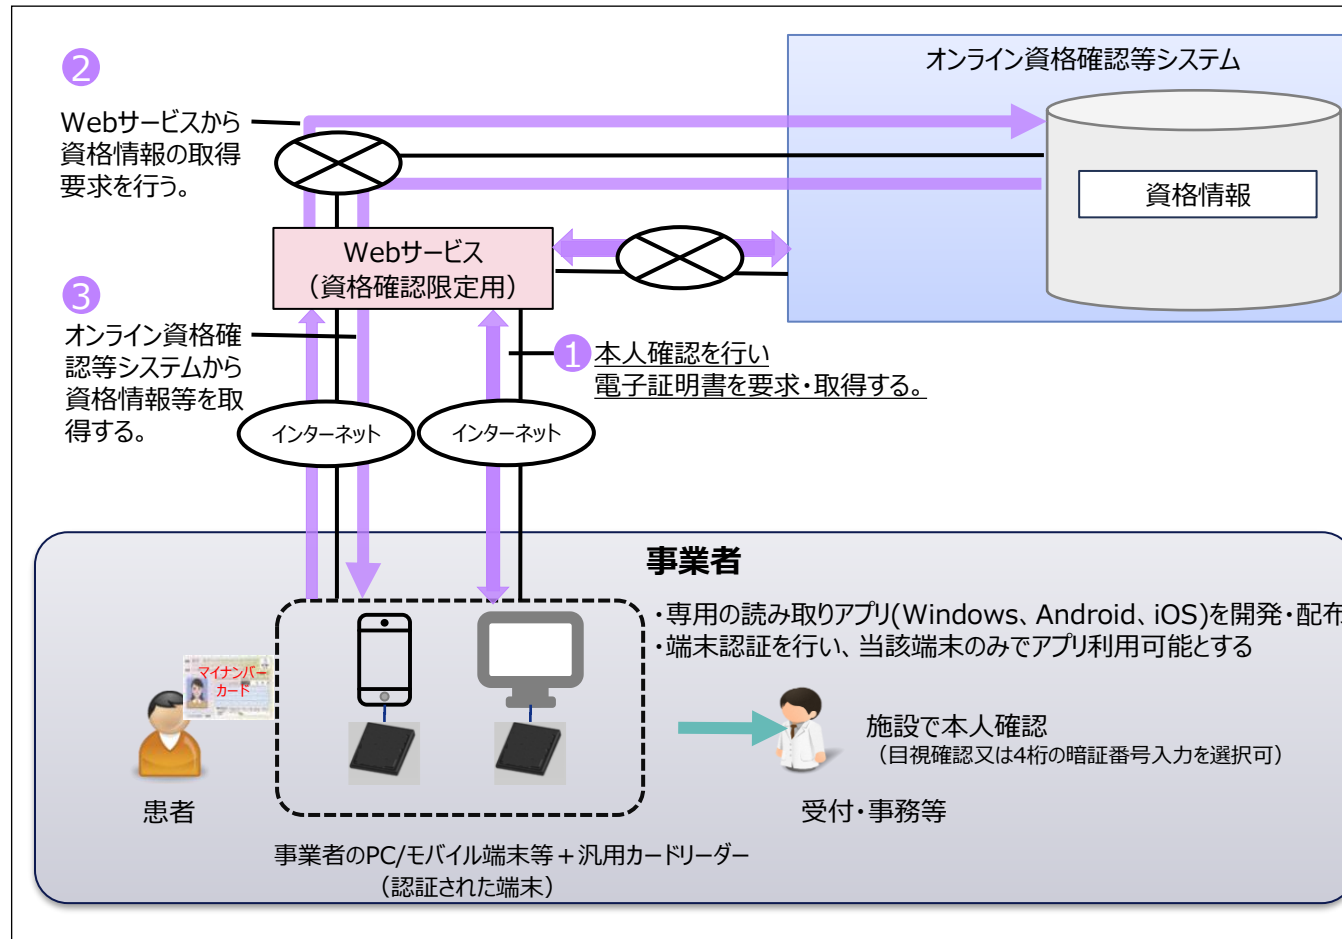 オンライン資格確認等システム
資格情報
❷
Webサービスから
資格情報の取得
要求を行う。
Webサービス
（資格確認限定用）
❸
オンライン資格確
認等システムから
資格情報等を取
得する。
❶
本人確認を行い
電子証明書を要求・取得する。
インターネット
インターネット
事業者
・専用の読み取りアプリ(Windows、Android、iOS)を開発・配布
・端末認証を行い、当該端末のみでアプリ利用可能とする
マイナンバー
カード
患者
施設で本人確認
（目視確認又は4桁の暗証番号入力を選択可）
受付・事務等
事業者のPC/モバイル端末等＋汎用カードリーダー
（認証された端末）